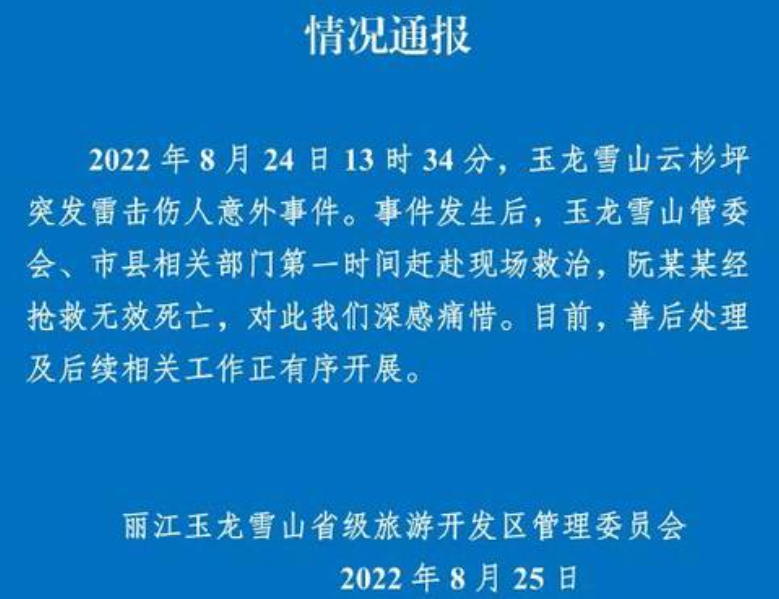 情况通报
2022 年 8 月 24 日 13 时 34 分，玉龙雪山云杉坪
突发雷击伤人意外事件。事件发生后，玉龙雪山管委
会、市县相关部门第一时间赶赴现场救治，阮某某经
抢救无效死亡，对此我们深感痛惜。目前，善后处理
及后续相关工作正有序开展。
丽江玉龙雪山省级旅游开发区管理委员会
2022 年 8 月 25 日